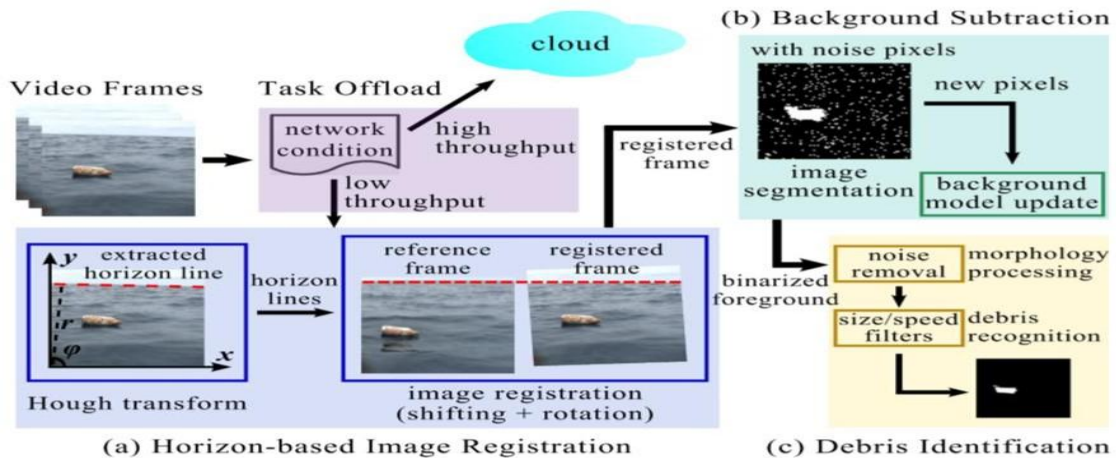 (b) Background Subtraction
cloud
with noise pixels
Video Frames
Task Offload
new pixels
network
condition
high
throughput
registered
frame
low
throughput
image
segmentation
background
model update
extracted
horizon line
reference
frame
registered
frame
horizon
lines
binarized
foreground
noise
removal
morphology
processing
size/speed
filters
debris
recognition
y
r
φ
x
Hough transform
image registration
(shifting + rotation)
(a) Horizon-based Image Registration
(c) Debris Identification